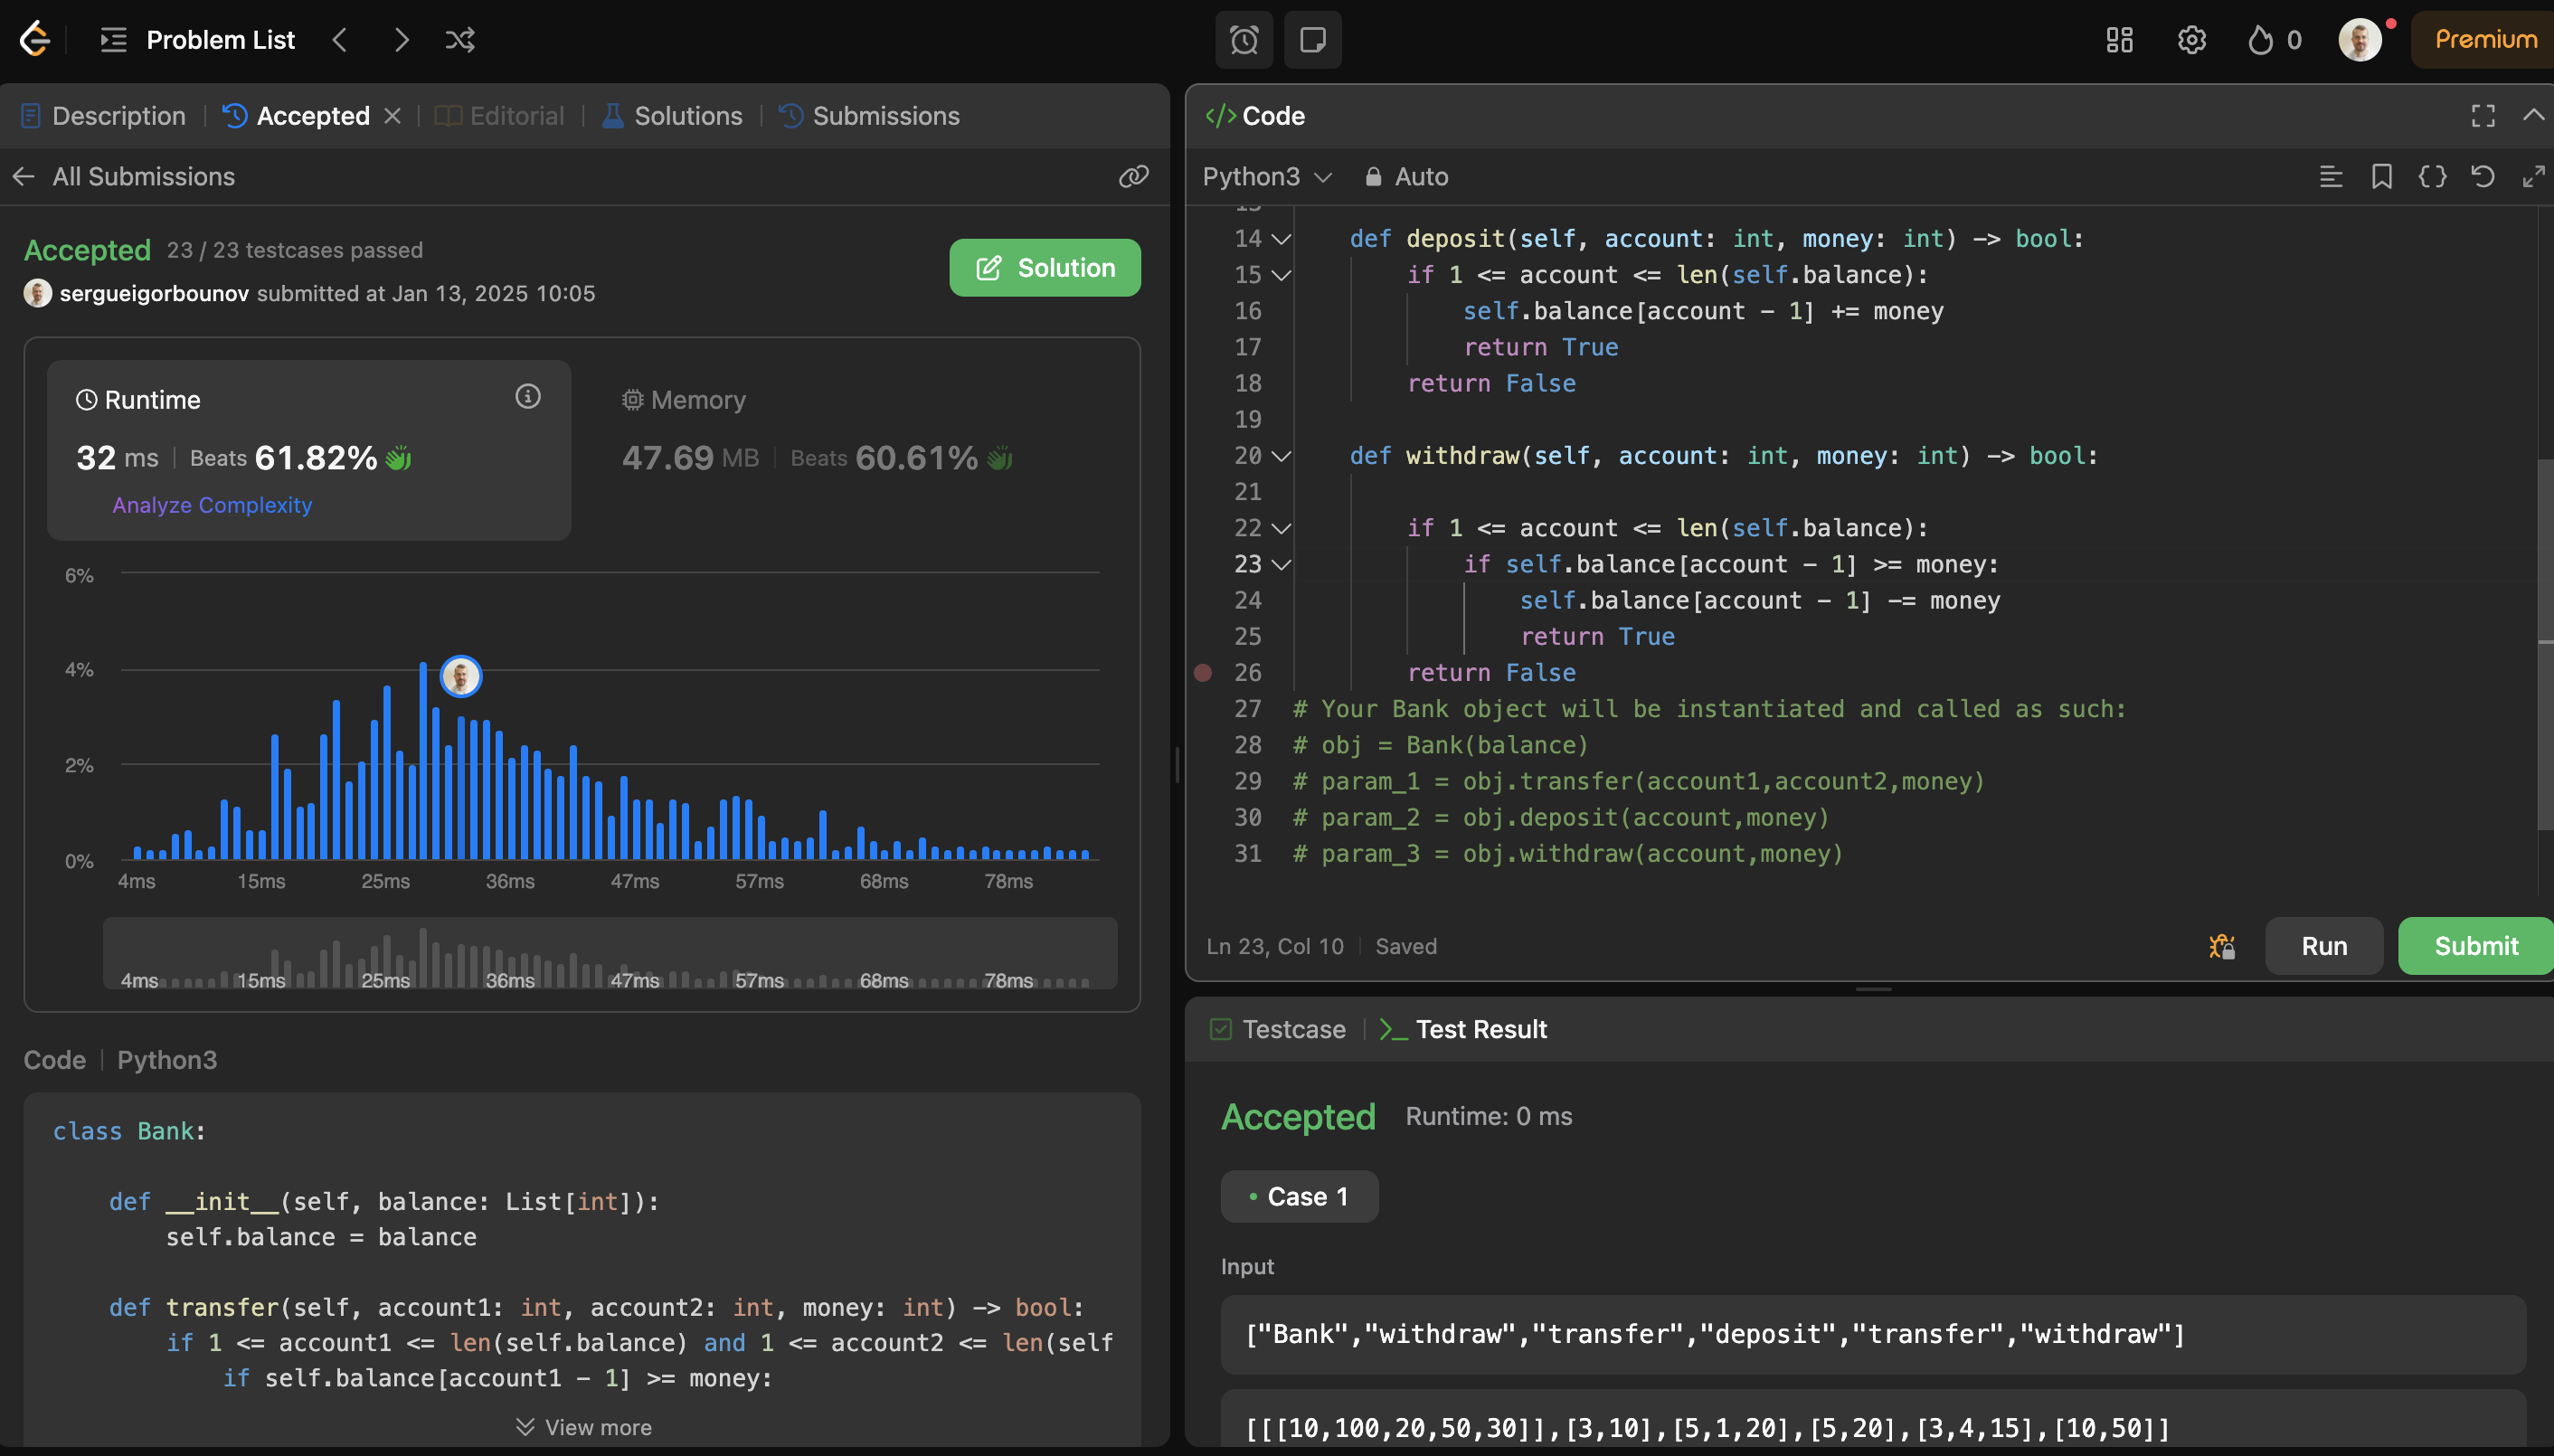 Problem List
0
Premium
Description
Accepted
Editorial
Solutions
Submissions
All Submissions
Accepted 23 / 23 testcases passed
sergueigorbounov submitted at Jan 13, 2025 10:05
Solution
Runtime
32 ms | Beats 61.82%
Analyze Complexity
Memory
47.69 MB | Beats 60.61%
6%
4%
2%
0%
4ms 15ms 25ms 36ms 47ms 57ms 68ms 78ms
4ms 15ms 25ms 36ms 47ms 57ms 68ms 78ms
Code | Python3
class Bank:
def __init__(self, balance: List[int]):
self.balance = balance
def transfer(self, account1: int, account2: int, money: int) -> bool:
if 1 <= account1 <= len(self.balance) and 1 <= account2 <= len(self
if self.balance[account1 - 1] >= money:
View more
</> Code
Python3
Auto
14 def deposit(self, account: int, money: int) -> bool:
15 if 1 <= account <= len(self.balance):
16 self.balance[account - 1] += money
17 return True
18 return False
19
20 def withdraw(self, account: int, money: int) -> bool:
21
22 if 1 <= account <= len(self.balance):
23 if self.balance[account - 1] >= money:
24 self.balance[account - 1] -= money
25 return True
26 return False
27 # Your Bank object will be instantiated and called as such:
28 # obj = Bank(balance)
29 # param_1 = obj.transfer(account1,account2,money)
30 # param_2 = obj.deposit(account,money)
31 # param_3 = obj.withdraw(account,money)
Ln 23, Col 10 | Saved
Run
Submit
Testcase
>_ Test Result
Accepted Runtime: 0 ms
• Case 1
Input
["Bank","withdraw","transfer","deposit","transfer","withdraw"]
[[[10,100,20,50,30]],[3,10],[5,1,20],[5,20],[3,4,15],[10,50]]